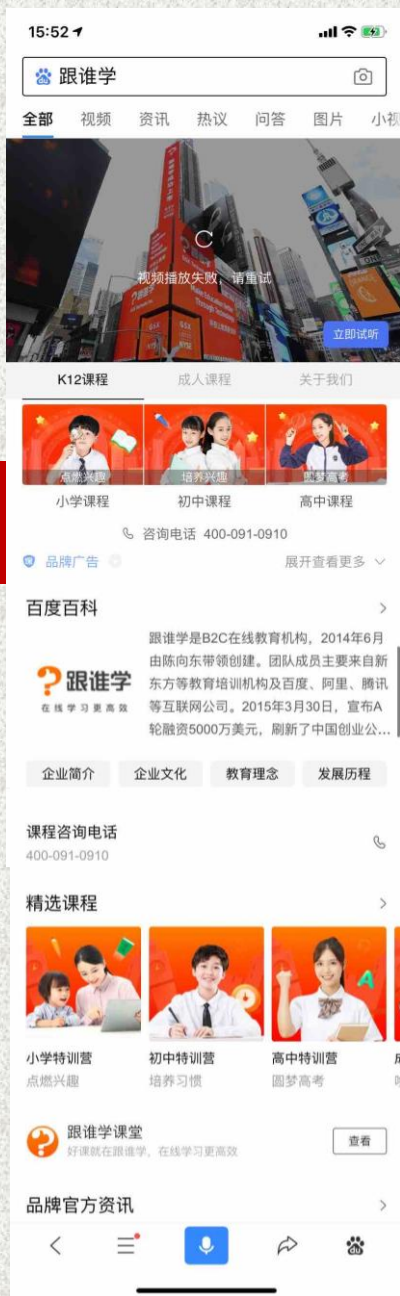 15:52
跟谁学
全部 视频 资讯 热议 问答 图片 小视
视频播放失败，请重试
立即试听
K12课程 成人课程 关于我们
点燃兴趣 培养兴趣 圆梦高考
小学课程 初中课程 高中课程
咨询电话 400-091-0910
品牌广告 展开查看更多
百度百科
跟谁学是B2C在线教育机构，2014年6月
由陈向东带领创建。团队成员主要来自新
东方等教育培训机构及百度、阿里、腾讯
等互联网公司。2015年3月30日，宣布A
轮融资5000万美元，刷新了中国创业公...
跟谁学
在线学习更高效
企业简介 企业文化 教育理念 发展历程
课程咨询电话
400-091-0910
精选课程
小学特训营 初中特训营 高中特训营
点燃兴趣 培养习惯 圆梦高考
跟谁学课堂
好课就在跟谁学，在线学习更高效
查看
品牌官方资讯
du